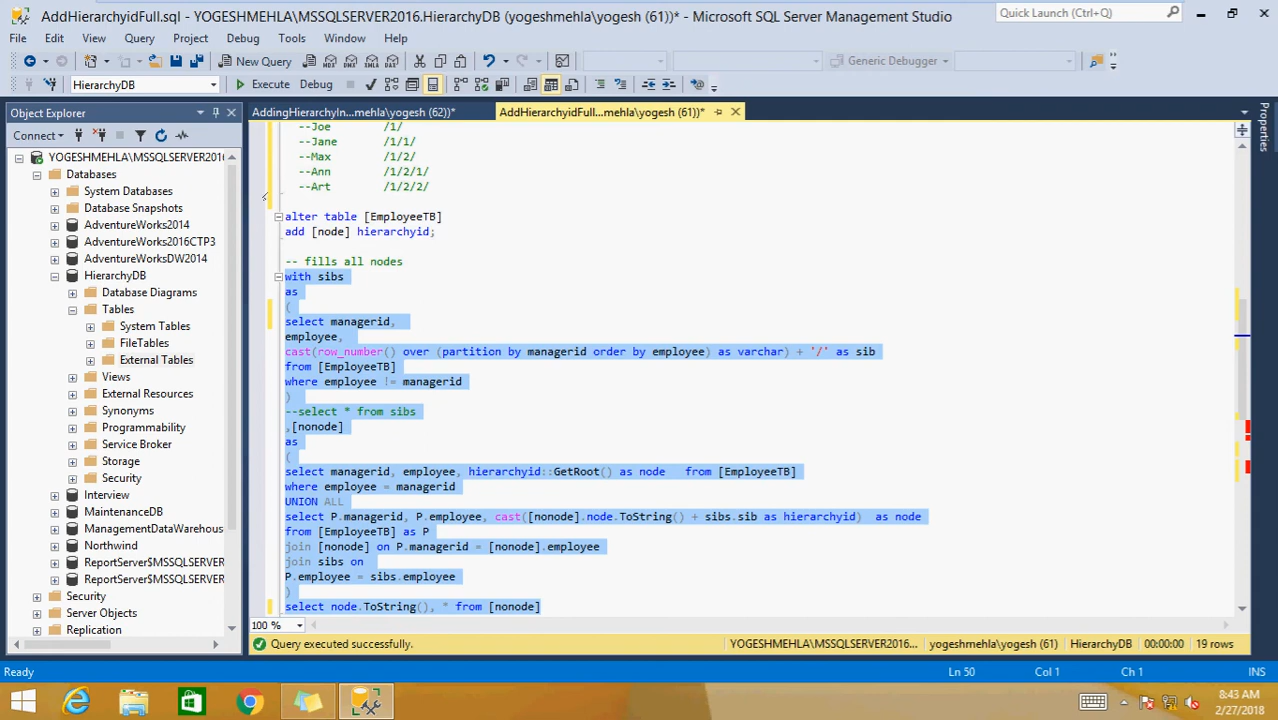 AddHierarchyidFull.sql - YOGESHMEHLA\MSSQLSERVER2016.HierarchyDB (yogeshmehla\yogesh (61))* - Microsoft SQL Server Management Studio
Quick Launch (Ctrl+Q)
File Edit View Query Project Debug Tools Window Help
New Query
Generic Debugger
HierarchyDB
Execute Debug
Object Explorer
AddingHierarchyIn...mehla\yogesh (62))*
AddHierarchyidFull...mehla\yogesh (61))*
Properties
Connect
YOGESHMEHLA\MSSQLSERVER201
Databases
System Databases
Database Snapshots
AdventureWorks2014
AdventureWorks2016CTP3
AdventureWorksDW2014
HierarchyDB
Database Diagrams
Tables
System Tables
FileTables
External Tables
Views
External Resources
Synonyms
Programmability
Service Broker
Storage
Security
Interview
MaintenanceDB
ManagementDataWarehous
Northwind
ReportServer$MSSQLSERVER
ReportServer$MSSQLSERVER
Security
Server Objects
Replication
--Joe /1/
--Jane /1/1/
--Max /1/2/
--Ann /1/2/1/
--Art /1/2/2/
alter table [EmployeeTB]
add [node] hierarchyid;
-- fills all nodes
with sibs
as
(
select managerid,
employee,
cast(row_number() over (partition by managerid order by employee) as varchar) + '/' as sib
from [EmployeeTB]
where employee != managerid
)
--select * from sibs
,[nonode]
as
(
select managerid, employee, hierarchyid::GetRoot() as node from [EmployeeTB]
where employee = managerid
UNION ALL
select P.managerid, P.employee, cast([nonode].node.ToString() + sibs.sib as hierarchyid) as node
from [EmployeeTB] as P
join [nonode] on P.managerid = [nonode].employee
join sibs on
P.employee = sibs.employee
)
select node.ToString(), * from [nonode]
100 %
Query executed successfully.
YOGESHMEHLA\MSSQLSERVER2016... yogeshmehla\yogesh (61) HierarchyDB 00:00:00 19 rows
Ready Ln 50 Col 1 Ch 1 INS
8:43 AM
2/27/2018